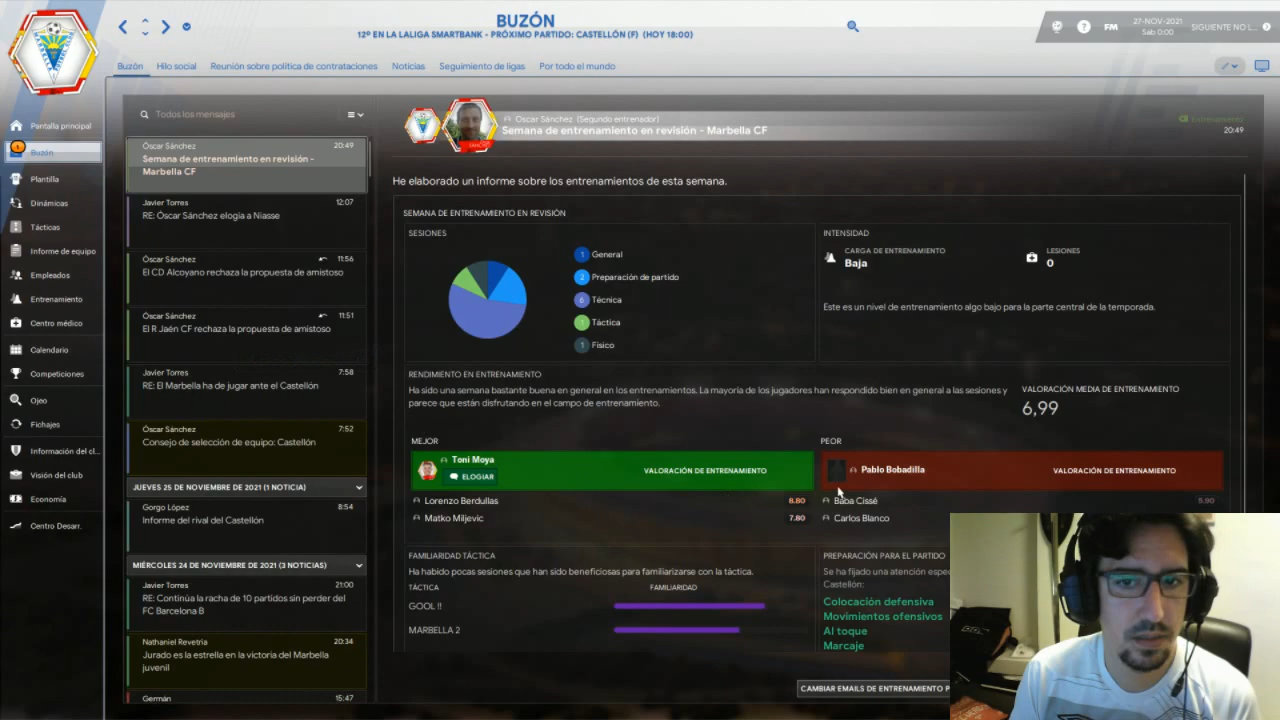 BUZÓN
12º EN LA LALIGA SMARTBANK - PRÓXIMO PARTIDO: CASTELLÓN (F) (HOY 18:00)
FM
27-NOV-2021
Sáb 0:00
SIGUIENTE NO L...
Buzón
Hilo social
Reunión sobre política de contrataciones
Noticias
Seguimiento de ligas
Por todo el mundo
Pantalla principal
1
Buzón
Plantilla
Dinámicas
Tácticas
Informe de equipo
Empleados
Entrenamiento
Centro médico
Calendario
Competiciones
Ojeo
Fichajes
Información del cl...
Visión del club
Economía
Centro Desarr.
Todos los mensajes
Óscar Sánchez 20:49
Semana de entrenamiento en revisión -
Marbella CF
Javier Torres 12:07
RE: Óscar Sánchez elogia a Niasse
Óscar Sánchez 11:56
El CD Alcoyano rechaza la propuesta de amistoso
Óscar Sánchez 11:51
El R Jaén CF rechaza la propuesta de amistoso
Javier Torres 7:58
RE: El Marbella ha de jugar ante el Castellón
Óscar Sánchez 7:52
Consejo de selección de equipo: Castellón
JUEVES 25 DE NOVIEMBRE DE 2021 (1 NOTICIA)
Gorgo López 8:54
Informe del rival del Castellón
MIÉRCOLES 24 DE NOVIEMBRE DE 2021 (3 NOTICIAS)
Javier Torres 21:00
RE: Continúa la racha de 10 partidos sin perder del
FC Barcelona B
Nathaniel Revetria 20:34
Jurado es la estrella en la victoria del Marbella
juvenil
Germán 15:47
Óscar Sánchez (Segundo entrenador)
Semana de entrenamiento en revisión - Marbella CF
Entrenamiento
20:49
He elaborado un informe sobre los entrenamientos de esta semana.
SEMANA DE ENTRENAMIENTO EN REVISIÓN
SESIONES
1 General
2 Preparación de partido
6 Técnica
1 Táctica
1 Físico
INTENSIDAD
CARGA DE ENTRENAMIENTO
Baja
LESIONES
0
Este es un nivel de entrenamiento algo bajo para la parte central de la temporada.
RENDIMIENTO EN ENTRENAMIENTO
Ha sido una semana bastante buena en general en los entrenamientos. La mayoría de los jugadores han respondido bien en general a las sesiones y
parece que están disfrutando en el campo de entrenamiento.
VALORACIÓN MEDIA DE ENTRENAMIENTO
6,99
MEJOR
Toni Moya
ELOGIAR
VALORACIÓN DE ENTRENAMIENTO
Lorenzo Berdullas 8.80
Matko Miljevic 7.80
PEOR
Pablo Bobadilla
VALORACIÓN DE ENTRENAMIENTO
Baba Cissé 5.90
Carlos Blanco
FAMILIARIDAD TÁCTICA
Ha habido pocas sesiones que han sido beneficiosas para familiarizarse con la táctica.
TÁCTICA FAMILIARIDAD
GOOL !!
MARBELLA 2
PREPARACIÓN PARA EL PARTIDO
Se ha fijado una atención espec
Castellón:
Colocación defensiva
Movimientos ofensivos
Al toque
Marcaje
CAMBIAR EMAILS DE ENTRENAMIENTO P